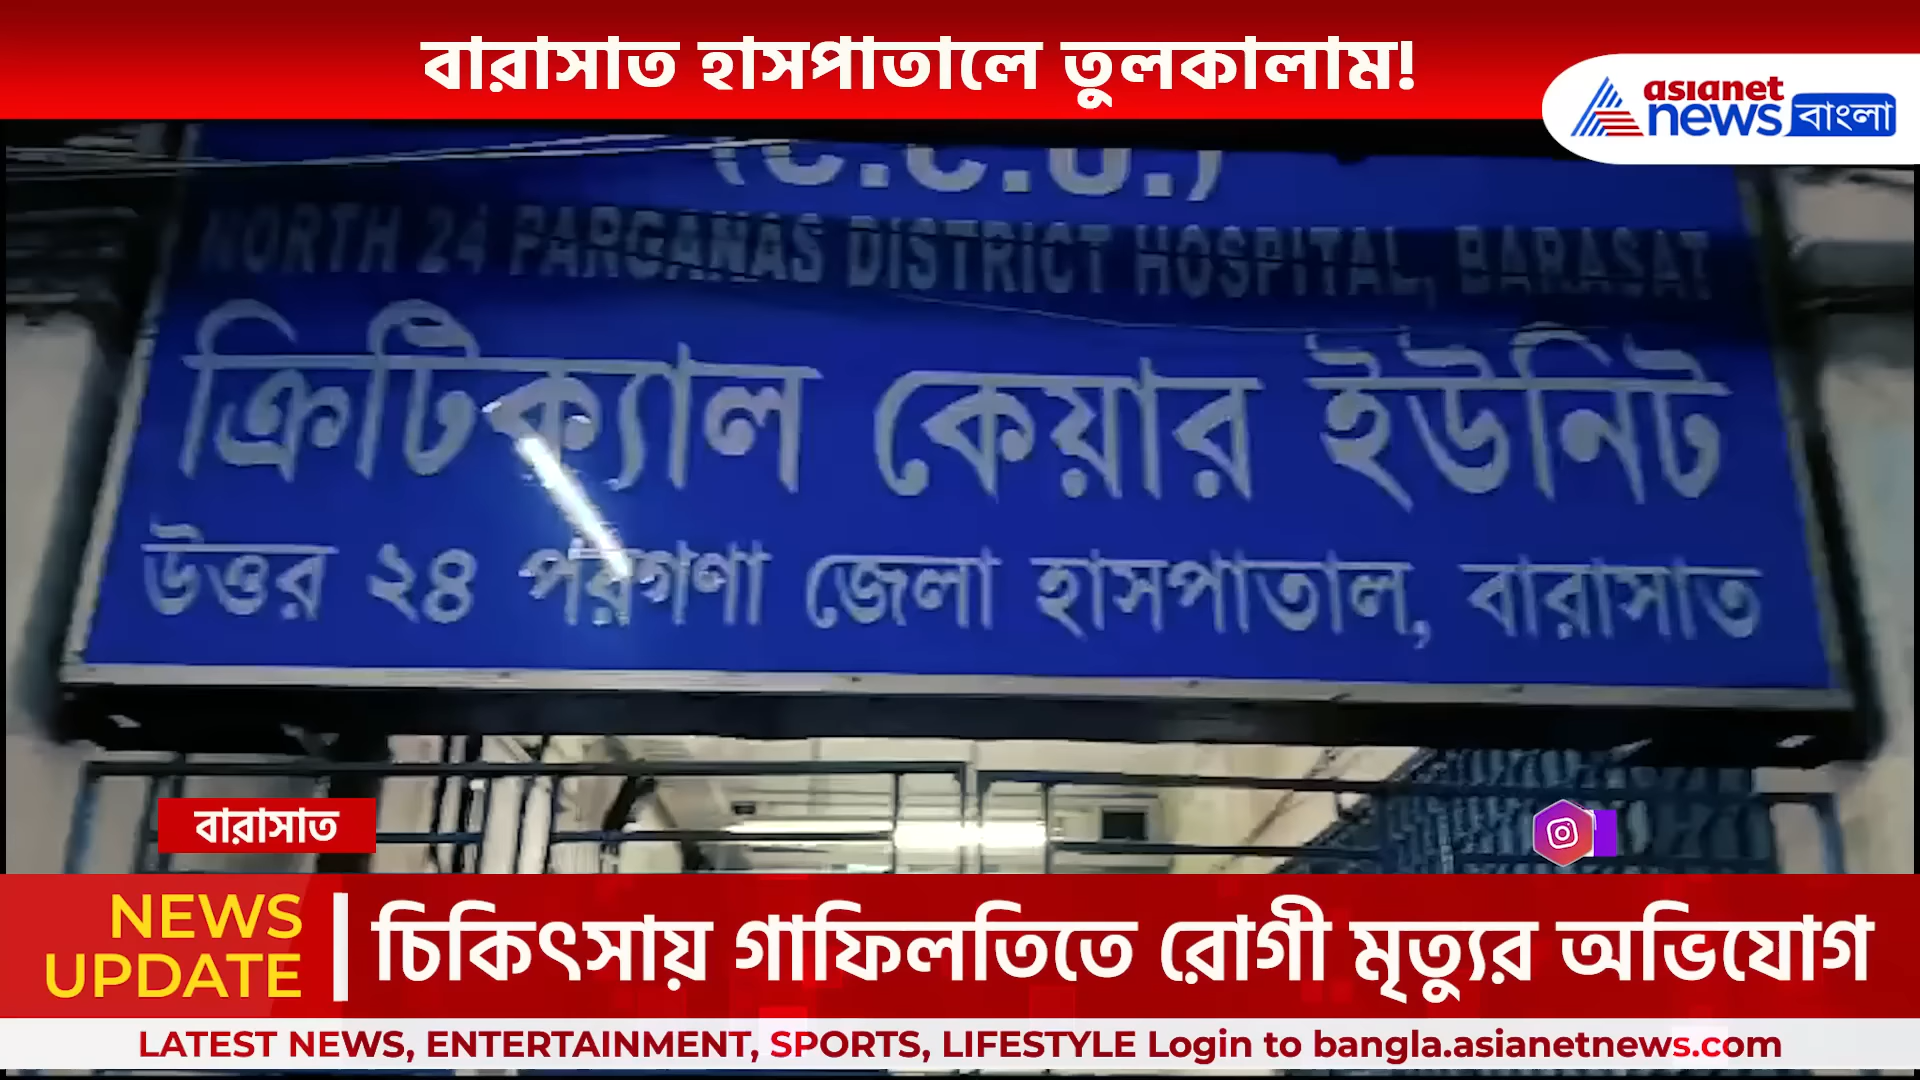 বারাসাত হাসপাতালে তুলকালাম!
asianet
news বাংলা
(C.C.U.)
NORTH 24 PARGANAS DISTRICT HOSPITAL, BARASAT
ক্রিটিক্যাল কেয়ার ইউনিট
উত্তর ২৪ পরগণা জেলা হাসপাতাল, বারাসাত
বারাসাত
NEWS
UPDATE
চিকিৎসায় গাফিলতিতে রোগী মৃত্যুর অভিযোগ
LATEST NEWS, ENTERTAINMENT, SPORTS, LIFESTYLE Login to bangla.asianetnews.com